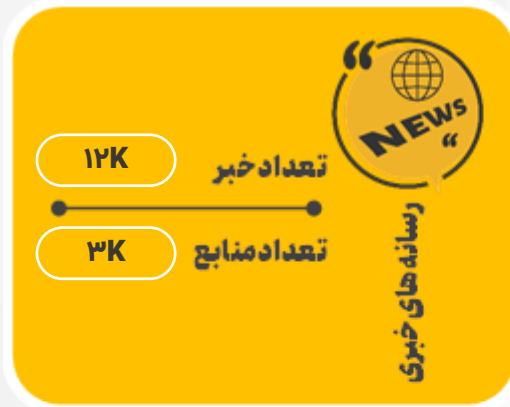 “ NEWS “
رسانه های خبری
تعداد خبر ۱۲K
تعداد منابع ۳K